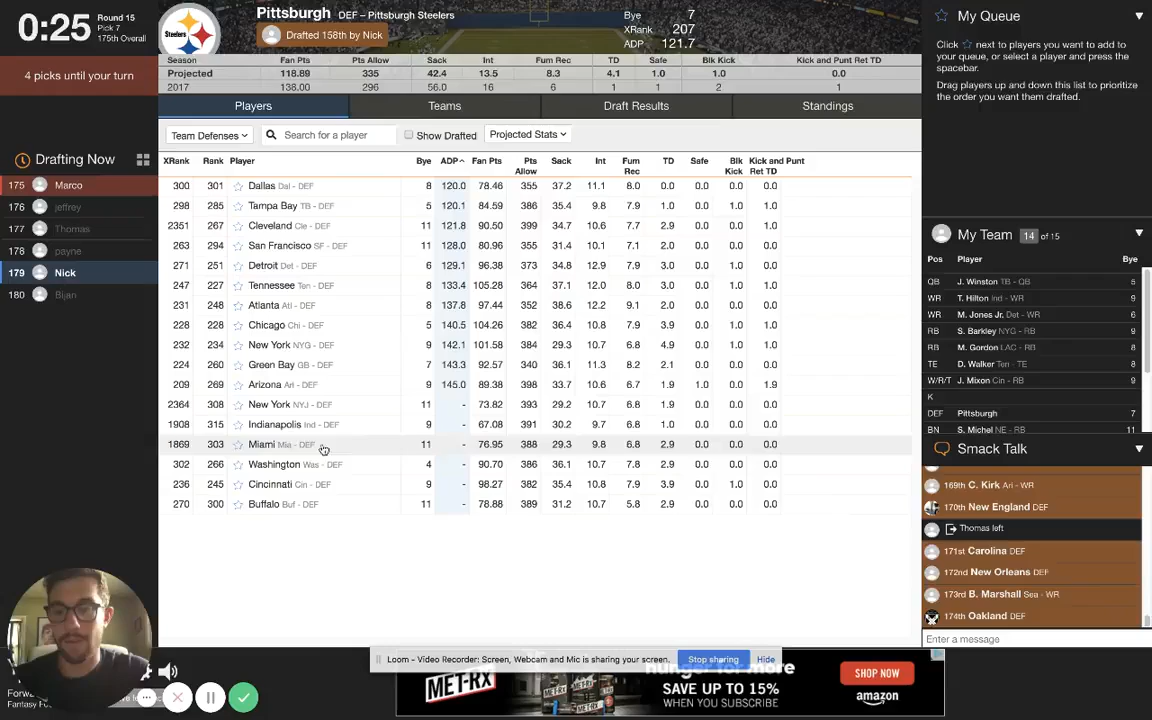 0:25
Round 15
Pick 7
175th Overall
4 picks until your turn
Drafting Now
175 Marco
176 jeffrey
177 Thomas
178 payne
179 Nick
180 Bijan
Steelers
Pittsburgh DEF – Pittsburgh Steelers
Drafted 158th by Nick
Bye 7
XRank 207
ADP 121.7
Season Fan Pts Pts Allow Sack Int Fum Rec TD Safe Blk Kick Kick and Punt Ret TD
Projected 118.89 335 42.4 13.5 8.3 4.1 1.0 1.0 0.0
2017 138.00 296 56.0 16 6 1 1 2 1
Players Teams Draft Results Standings
Team Defenses Search for a player Show Drafted Projected Stats
XRank Rank Player Bye ADP Fan Pts Pts Allow Sack Int Fum Rec TD Safe Blk Kick Kick and Punt Ret TD
300 301 Dallas Dal - DEF 8 120.0 78.46 355 37.2 11.1 8.0 0.0 0.0 0.0 0.0
298 285 Tampa Bay TB - DEF 5 120.1 84.59 386 35.4 9.8 7.9 1.0 0.0 1.0 0.0
2351 267 Cleveland Cle - DEF 11 121.8 90.50 399 34.7 10.6 7.7 2.9 0.0 1.0 0.0
263 294 San Francisco SF - DEF 11 128.0 80.96 355 31.4 10.1 7.1 2.0 0.0 0.0 0.0
271 251 Detroit Det - DEF 6 129.1 96.38 373 34.8 12.9 7.9 3.0 0.0 1.0 0.0
247 227 Tennessee Ten - DEF 8 133.4 105.28 364 37.1 12.0 8.0 3.0 0.0 1.0 1.0
231 248 Atlanta Atl - DEF 8 137.8 97.44 352 38.6 12.2 9.1 2.0 0.0 0.0 0.0
228 228 Chicago Chi - DEF 5 140.5 104.26 382 36.4 10.8 7.9 3.9 0.0 1.0 1.0
232 234 New York NYG - DEF 9 142.1 101.58 384 29.3 10.7 6.8 4.9 0.0 1.0 1.0
224 260 Green Bay GB - DEF 7 143.3 92.57 340 36.1 11.3 8.2 2.1 0.0 0.0 0.0
209 269 Arizona Ari - DEF 9 145.0 89.38 398 33.7 10.6 6.7 1.9 1.0 0.0 1.9
2364 308 New York NYJ - DEF 11 - 73.82 393 29.2 10.7 6.8 1.9 0.0 0.0 0.0
1908 315 Indianapolis Ind - DEF 9 - 67.08 391 30.2 9.7 6.8 1.0 0.0 0.0 0.0
1869 303 Miami Mia - DEF 11 - 76.95 388 29.3 9.8 6.8 2.9 0.0 0.0 0.0
302 266 Washington Was - DEF 4 - 90.70 386 36.1 10.7 7.8 2.9 0.0 0.0 0.0
236 245 Cincinnati Cin - DEF 9 - 98.27 382 35.4 10.8 7.9 3.9 0.0 1.0 0.0
270 300 Buffalo Buf - DEF 11 - 78.88 389 31.2 10.7 5.8 2.9 0.0 0.0 0.0
My Queue
Click next to players you want to add to
your queue, or select a player and press the
spacebar.
Drag players up and down this list to prioritize
the order you want them drafted.
My Team 14 of 15
Pos Player Bye
QB J. Winston TB - QB 5
WR T. Hilton Ind - WR 9
WR M. Jones Jr. Det - WR 6
RB S. Barkley NYG - RB 9
RB M. Gordon LAC - RB 8
TE D. Walker Ten - TE 8
W/R/T J. Mixon Cin - RB 9
K
DEF Pittsburgh 7
BN S. Michel NE - RB 11
Smack Talk
169th C. Kirk Ari - WR
170th New England DEF
Thomas left
171st Carolina DEF
172nd New Orleans DEF
173rd B. Marshall Sea - WR
174th Oakland DEF
Enter a message
Loom – Video Recorder: Screen, Webcam and Mic is sharing your screen. Stop sharing Hide
MET-RX
hunger for more
SAVE UP TO 15%
WHEN YOU SUBSCRIBE
SHOP NOW
amazon